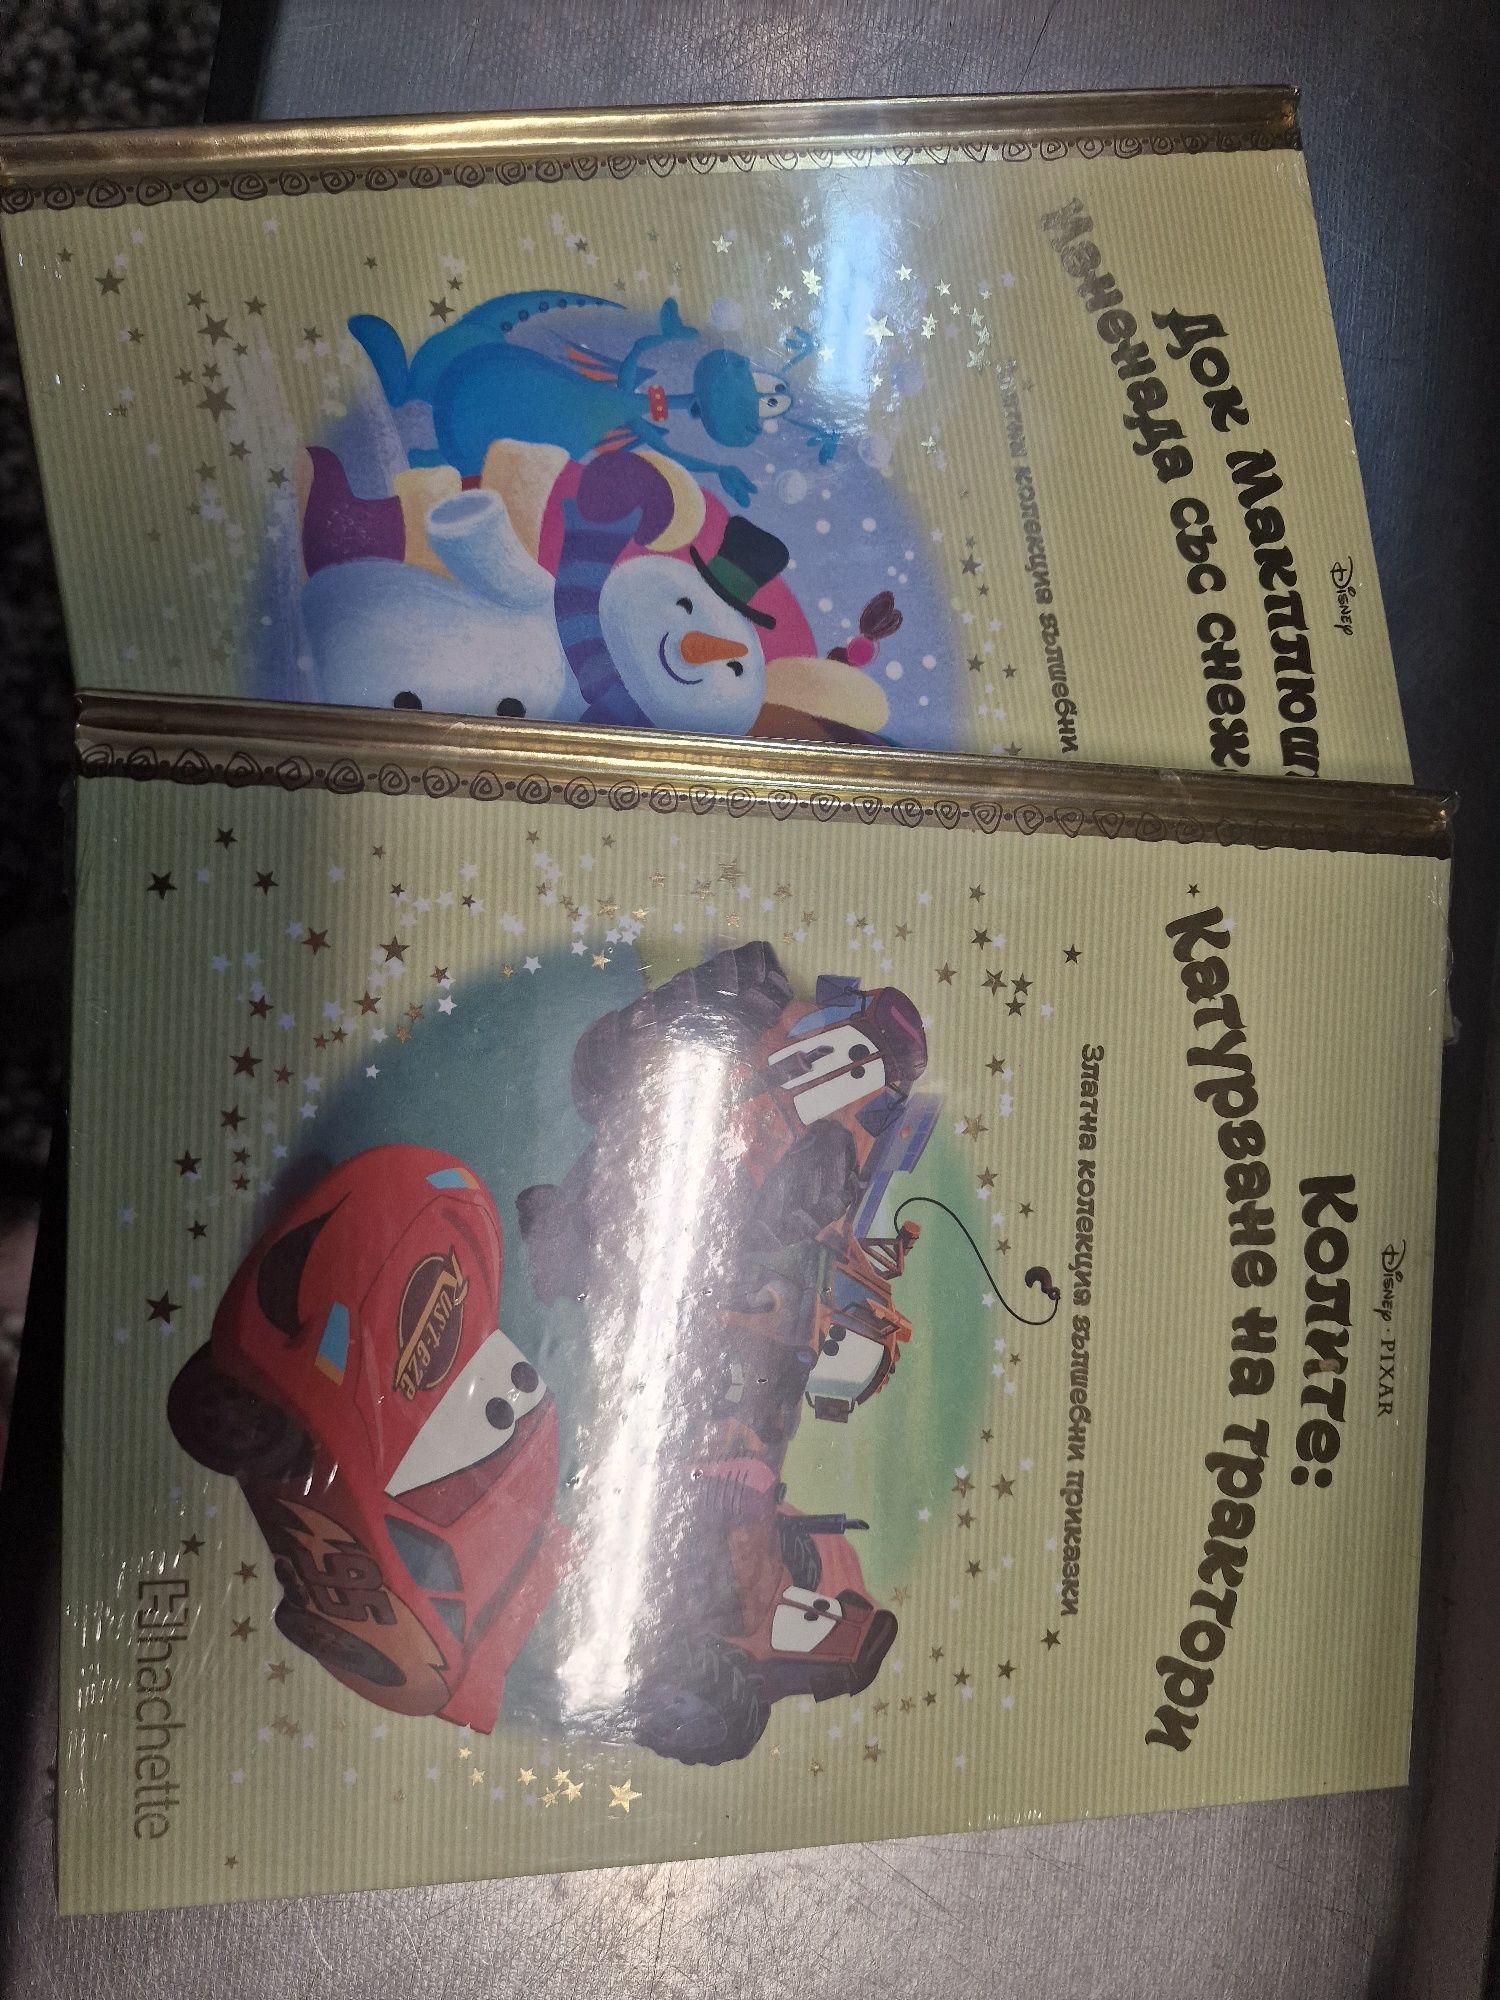 Disney
Док Макплюш
Изненада със снеж
Златна колекция вълшебни
Disney · PIXAR
Колите:
Катурване на трактори
Златна колекция вълшебни приказки
RUST-EZE
95
hachette